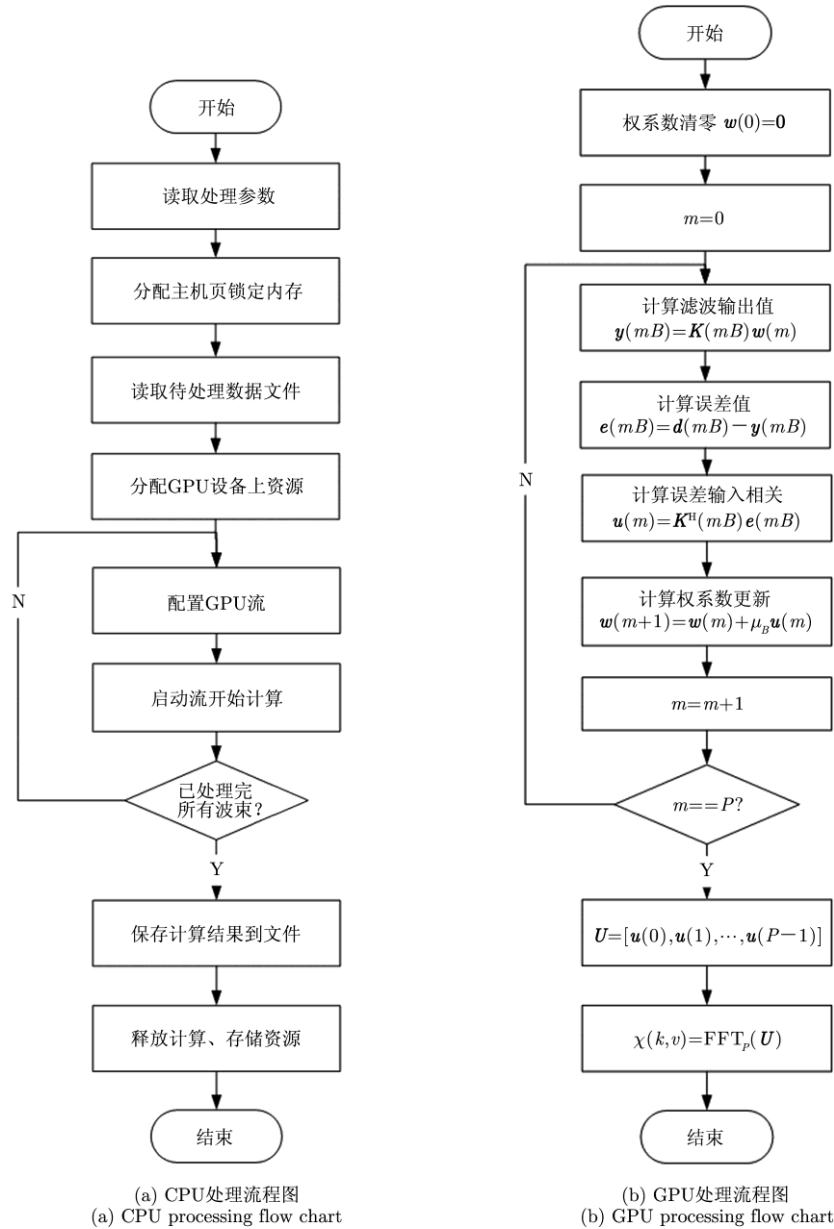 开始
读取处理参数
分配主机页锁定内存
读取待处理数据文件
分配GPU设备上资源
配置GPU流
启动流开始计算
已处理完
所有波束？
N
Y
保存计算结果到文件
释放计算、存储资源
结束
(a) CPU处理流程图
(a) CPU processing flow chart
开始
权系数清零 w(0)=0
m=0
计算滤波输出值
y(mB)=K(mB)w(m)
计算误差值
e(mB)=d(mB)−y(mB)
计算误差输入相关
u(m)=Kᴴ(mB)e(mB)
计算权系数更新
w(m+1)=w(m)+μ_B u(m)
m=m+1
m==P?
N
Y
U=[u(0),u(1),⋯,u(P−1)]
χ(k,v)=FFT_P(U)
结束
(b) GPU处理流程图
(b) GPU processing flow chart